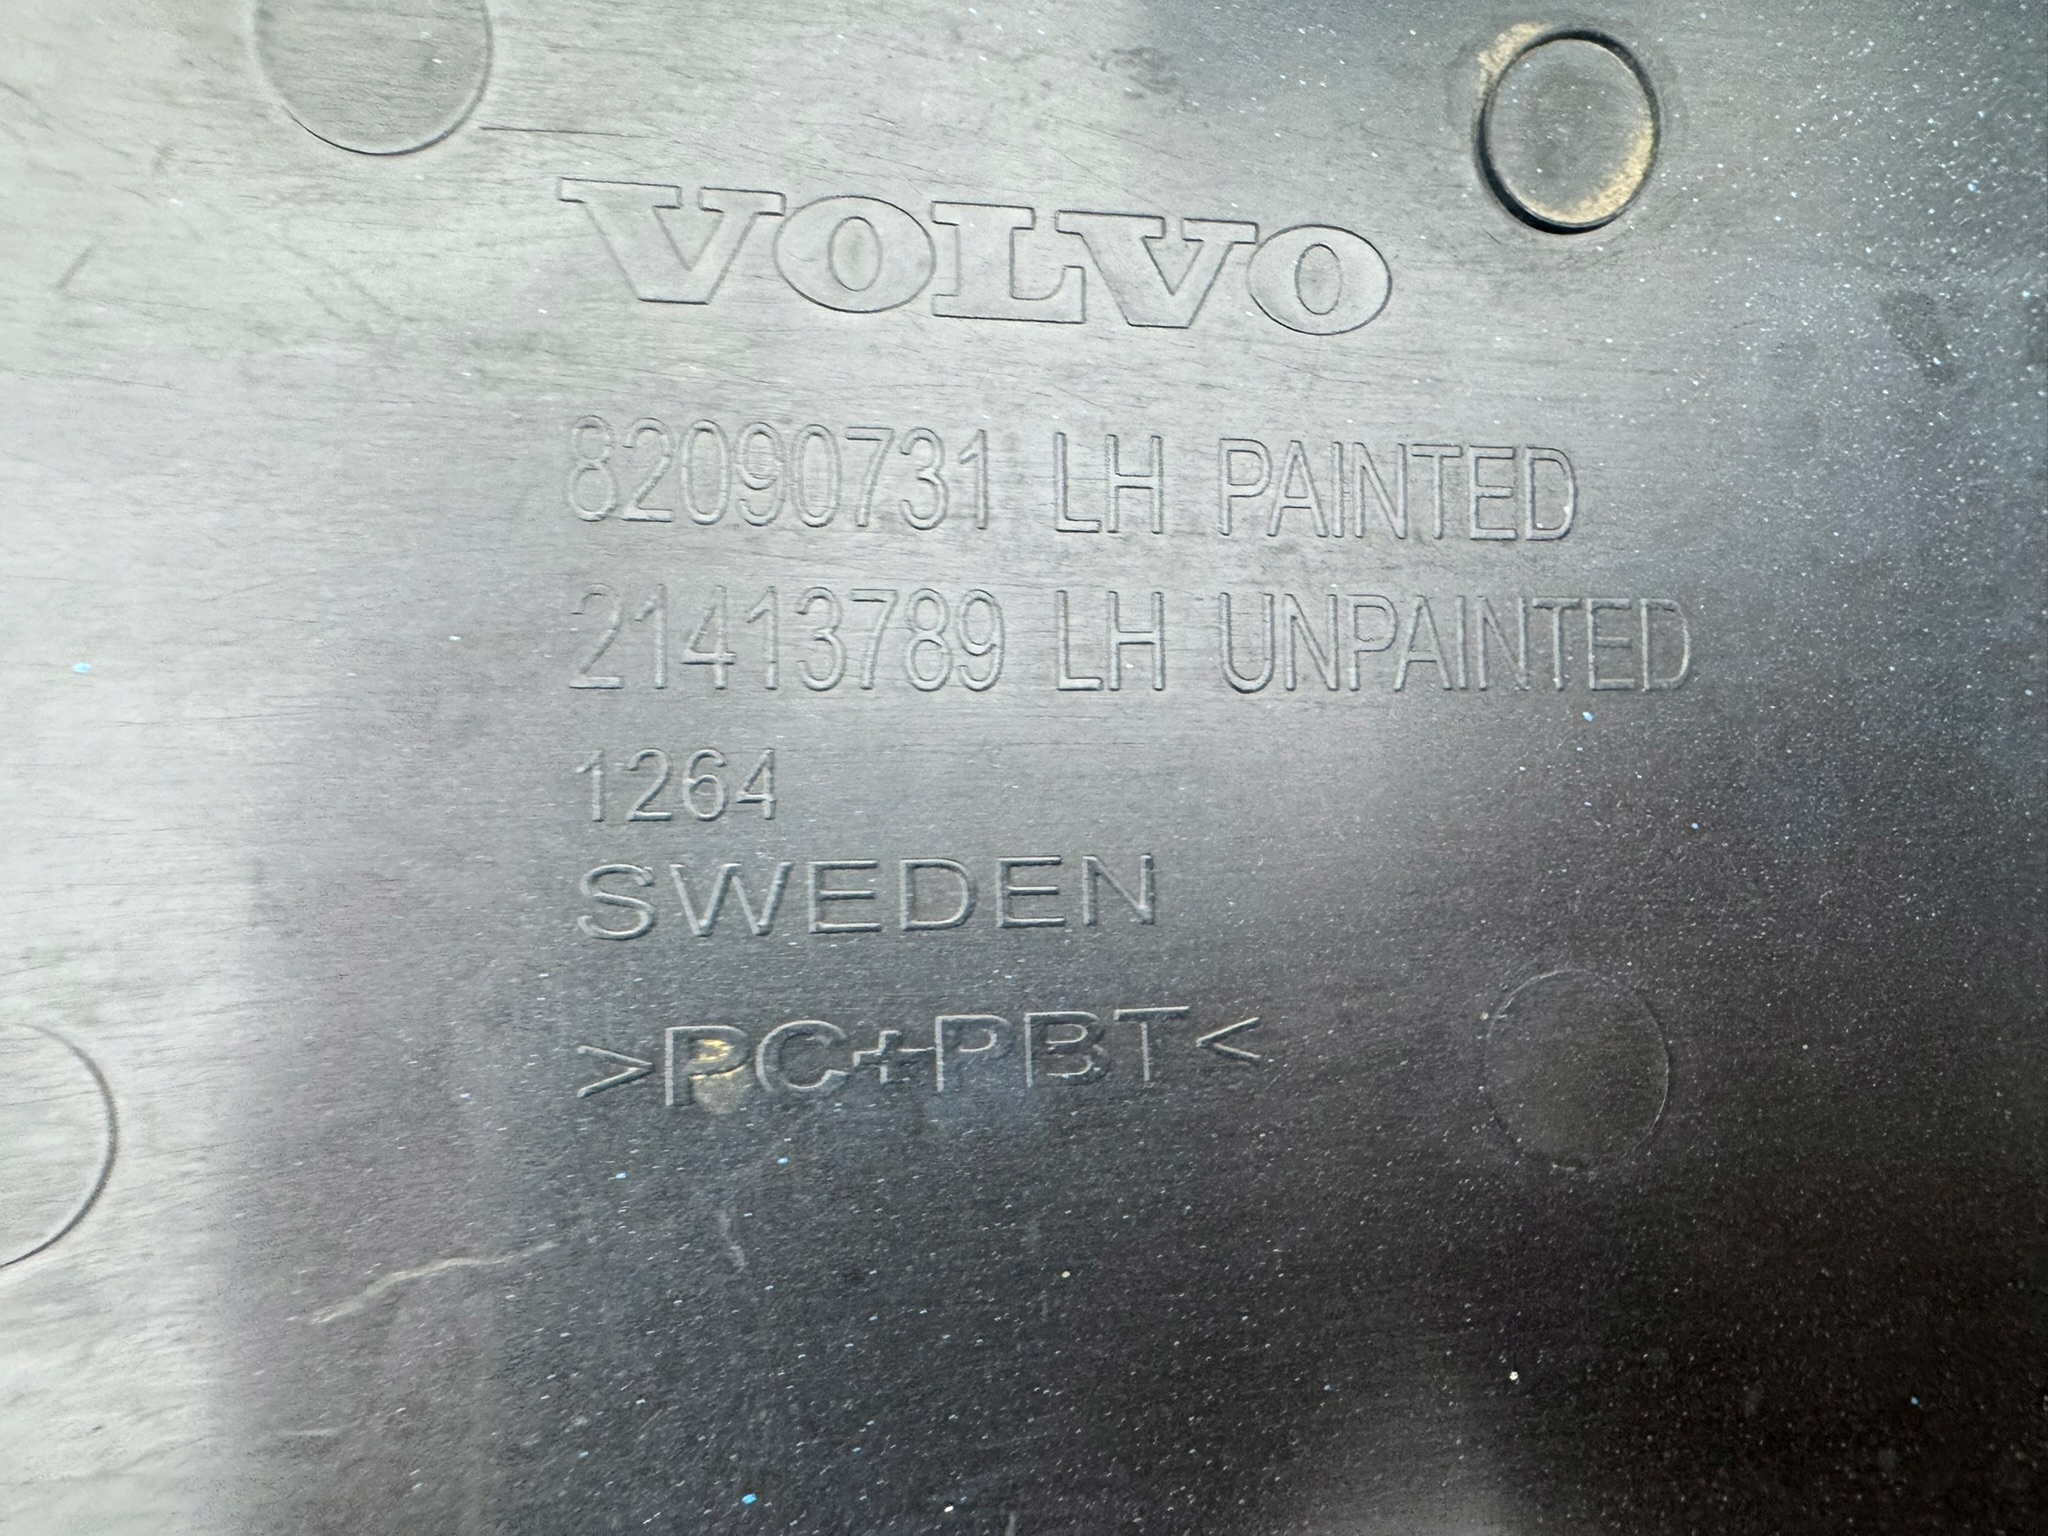 VOLVO
82090731 LH PAINTED
21413789 LH UNPAINTED
1264
SWEDEN
>PC+PBT<